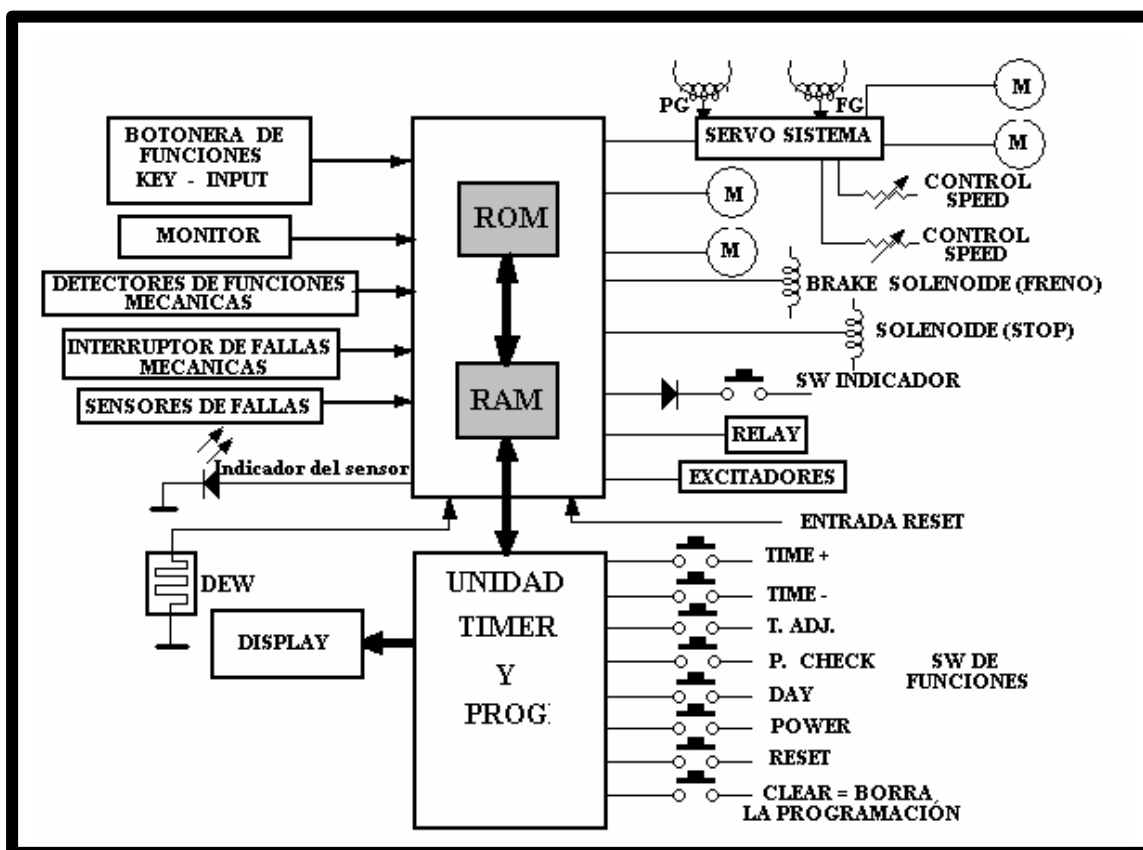 PG
FG
M
SERVO SISTEMA
M
CONTROL
SPEED
CONTROL
SPEED
BOTONERA DE
FUNCIONES
KEY - INPUT
MONITOR
DETECTORES DE FUNCIONES
MECANICAS
INTERRUPTOR DE FALLAS
MECANICAS
SENSORES DE FALLAS
Indicador del sensor
DEW
ROM
RAM
M
M
BRAKE SOLENOIDE (FRENO)
SOLENOIDE (STOP)
SW INDICADOR
RELAY
EXCITADORES
ENTRADA RESET
DISPLAY
UNIDAD
TIMER
Y
PROG.
TIME +
TIME -
T. ADJ.
P. CHECK
DAY
POWER
RESET
CLEAR = BORRA
LA PROGRAMACIÓN
SW DE
FUNCIONES